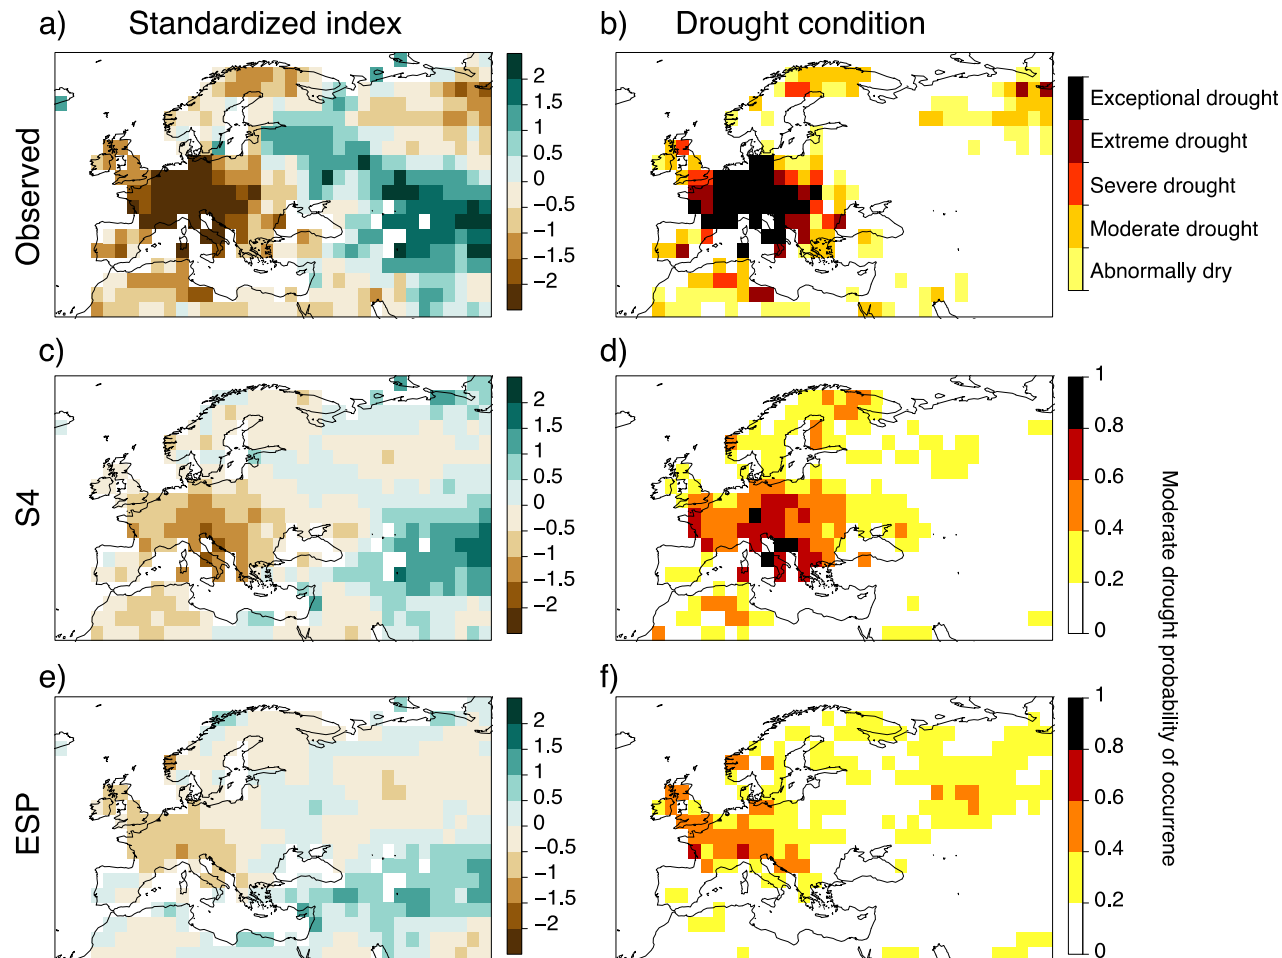 a) Standardized index
b) Drought condition
Observed
2
1.5
1
0.5
0
−0.5
−1
−1.5
−2
Exceptional drought
Extreme drought
Severe drought
Moderate drought
Abnormally dry
c)
d)
S4
2
1.5
1
0.5
0
−0.5
−1
−1.5
−2
1
0.8
0.6
0.4
0.2
0
Moderate drought probability of occurrene
e)
f)
ESP
2
1.5
1
0.5
0
−0.5
−1
−1.5
−2
1
0.8
0.6
0.4
0.2
0